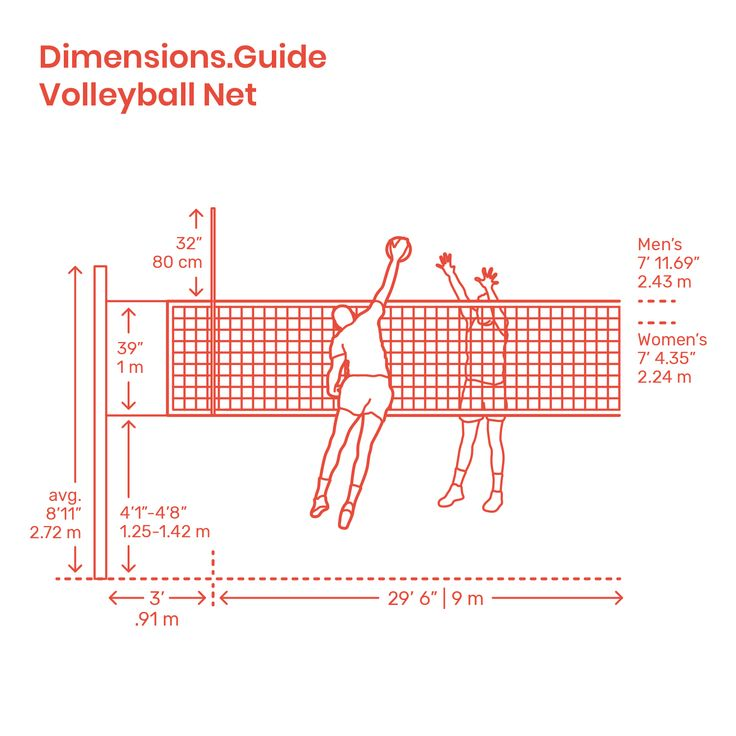 Dimensions.Guide
Volleyball Net
32"
80 cm
Men's
7' 11.69"
2.43 m
39"
1 m
Women's
7' 4.35"
2.24 m
avg.
8'11"
2.72 m
4'1"-4'8"
1.25-1.42 m
3'
.91 m
29' 6" | 9 m